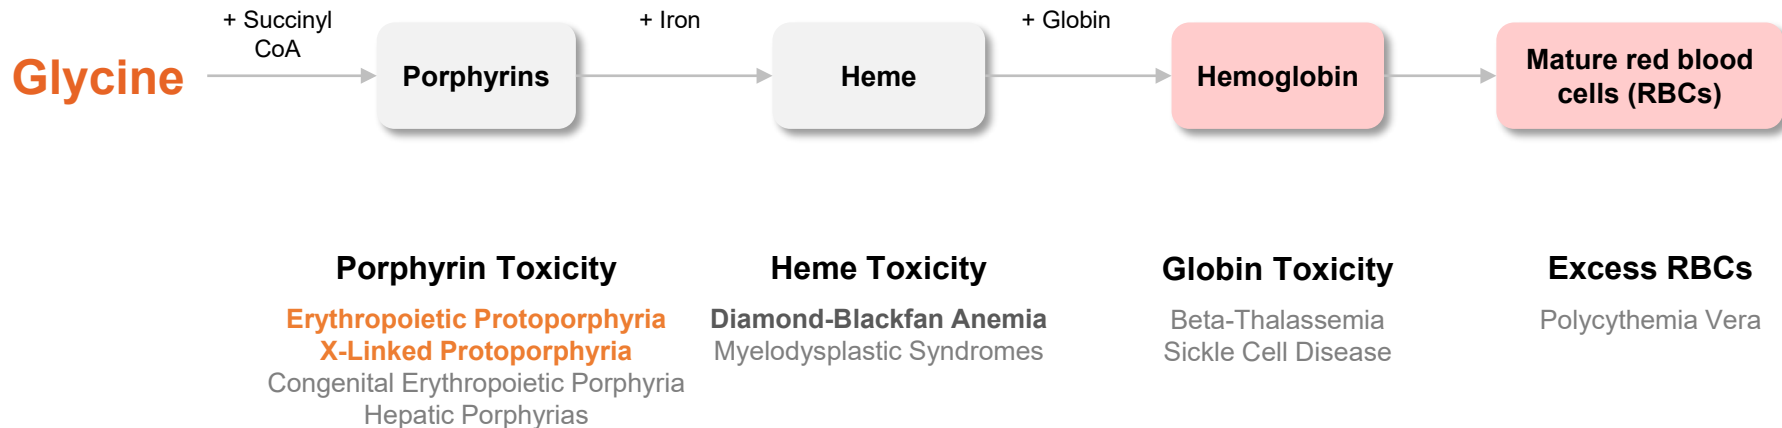 + Succinyl
CoA
+ Iron
+ Globin
Glycine
Porphyrins
Heme
Hemoglobin
Mature red blood
cells (RBCs)
Porphyrin Toxicity
Erythropoietic Protoporphyria
X-Linked Protoporphyria
Congenital Erythropoietic Porphyria
Hepatic Porphyrias
Heme Toxicity
Diamond-Blackfan Anemia
Myelodysplastic Syndromes
Globin Toxicity
Beta-Thalassemia
Sickle Cell Disease
Excess RBCs
Polycythemia Vera